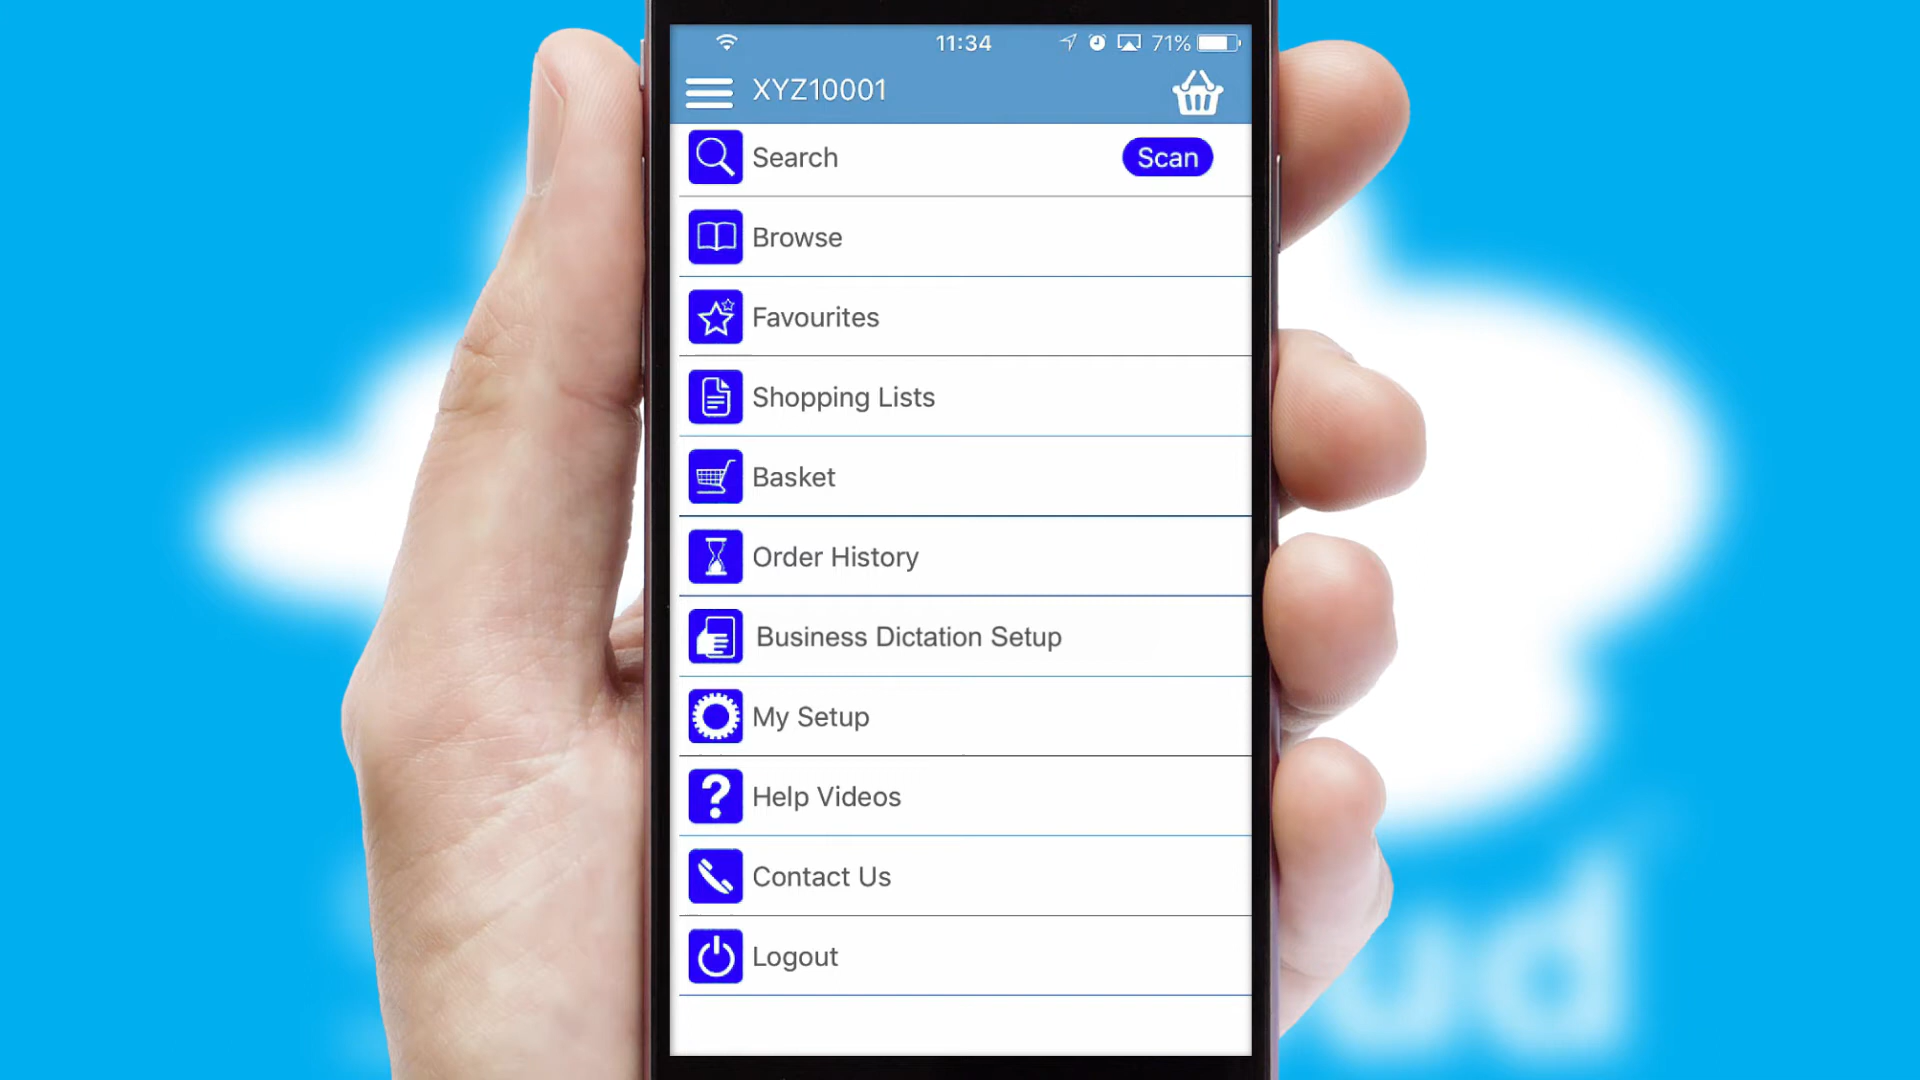 11:34
71%
XYZ10001
Search
Scan
Browse
Favourites
Shopping Lists
Basket
Order History
Business Dictation Setup
My Setup
Help Videos
Contact Us
Logout